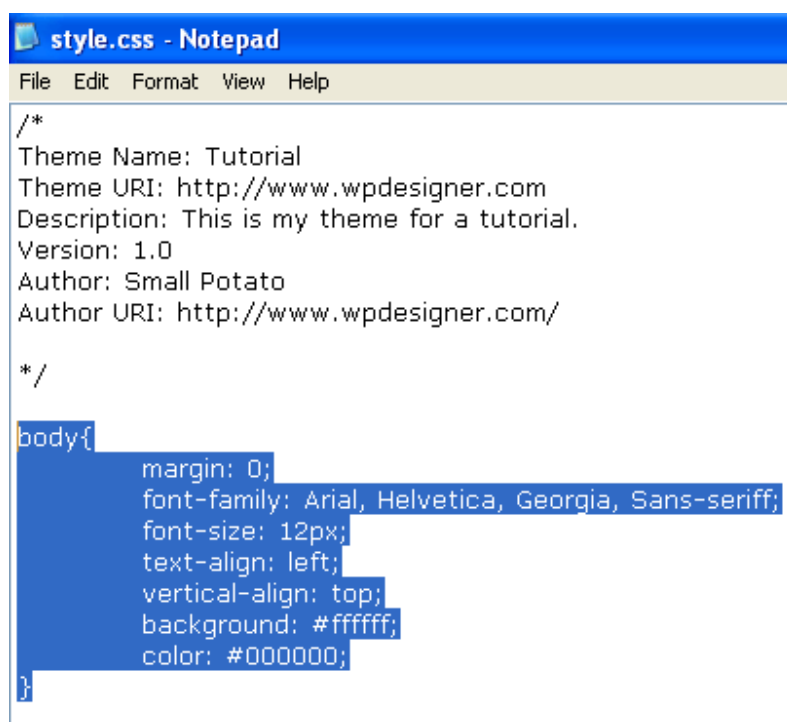 style.css - Notepad
File Edit Format View Help
/*
Theme Name: Tutorial
Theme URI: http://www.wpdesigner.com
Description: This is my theme for a tutorial.
Version: 1.0
Author: Small Potato
Author URI: http://www.wpdesigner.com/
*/
body{
margin: 0;
font-family: Arial, Helvetica, Georgia, Sans-seriff;
font-size: 12px;
text-align: left;
vertical-align: top;
background: #ffffff;
color: #000000;
}